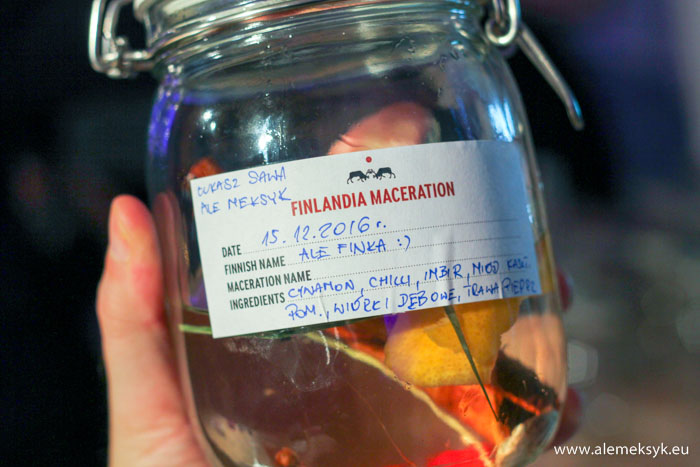 ŁUKASZ SAWA
ALE MEKSYK
FINLANDIA MACERATION
DATE 15.12.2016 r.
FINNISH NAME ALE FINKA :)
MACERATION NAME
INGREDIENTS CYNAMON, CHILLI, IMBIR, MIÓD,
POM., WIÓRKI DĘBOWE, TRAWA PIEPRZ
www.alemeksyk.eu